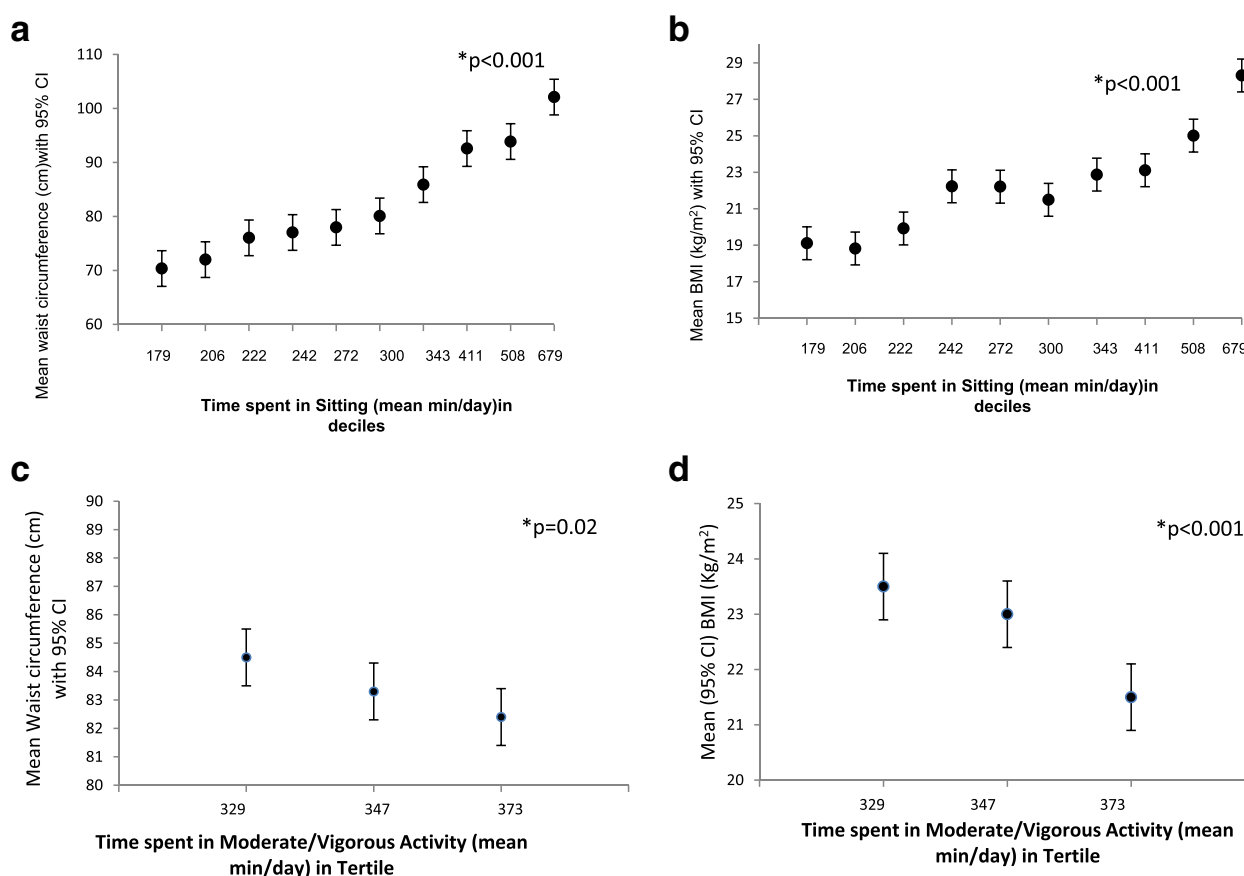 a
*p<0.001
Mean waist circumference (cm)with 95% CI
110
100
90
80
70
60
179 206 222 242 272 300 343 411 508 679
Time spent in Sitting (mean min/day)in
deciles
b
*p<0.001
Mean BMI (kg/m²) with 95% CI
29
27
25
23
21
19
17
15
179 206 222 242 272 300 343 411 508 679
Time spent in Sitting (mean min/day)in
deciles
c
*p=0.02
Mean Waist circumference (cm)
with 95% CI
90
89
88
87
86
85
84
83
82
81
80
329 347 373
Time spent in Moderate/Vigorous Activity (mean
min/day) in Tertile
d
*p<0.001
Mean (95% CI) BMI (Kg/m²)
25
24
23
22
21
20
329 347 373
Time spent in Moderate/Vigorous Activity (mean
min/day) in Tertile